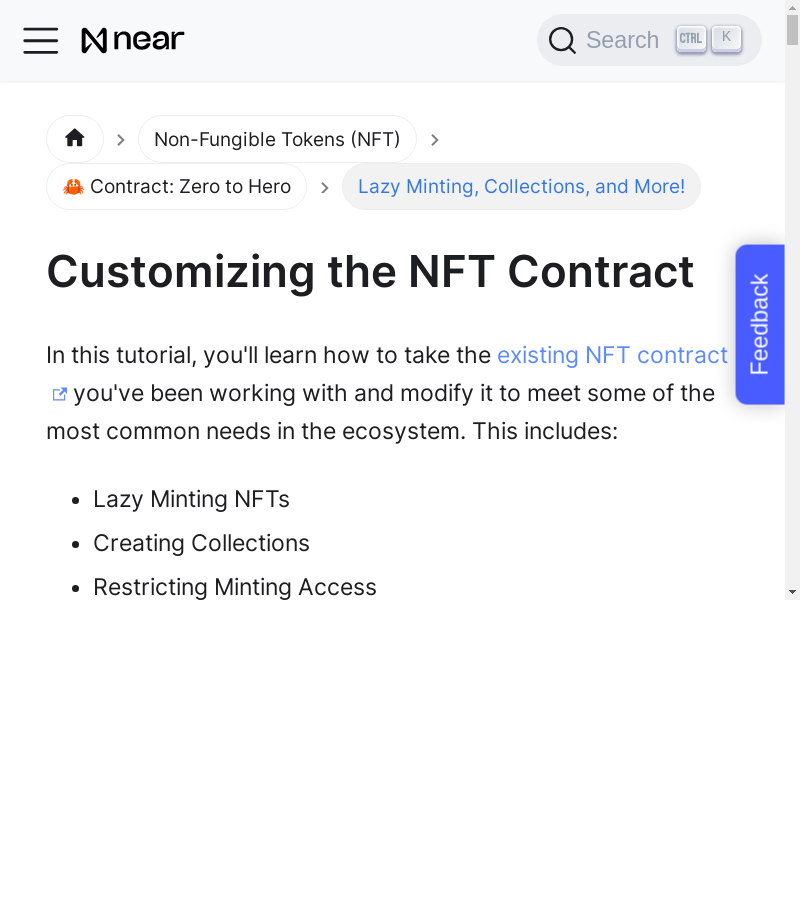 near
Search CTRL K
Non-Fungible Tokens (NFT)
🦀 Contract: Zero to Hero
Lazy Minting, Collections, and More!
Customizing the NFT Contract
Feedback
In this tutorial, you'll learn how to take the existing NFT contract
you've been working with and modify it to meet some of the
most common needs in the ecosystem. This includes:
• Lazy Minting NFTs
• Creating Collections
• Restricting Minting Access